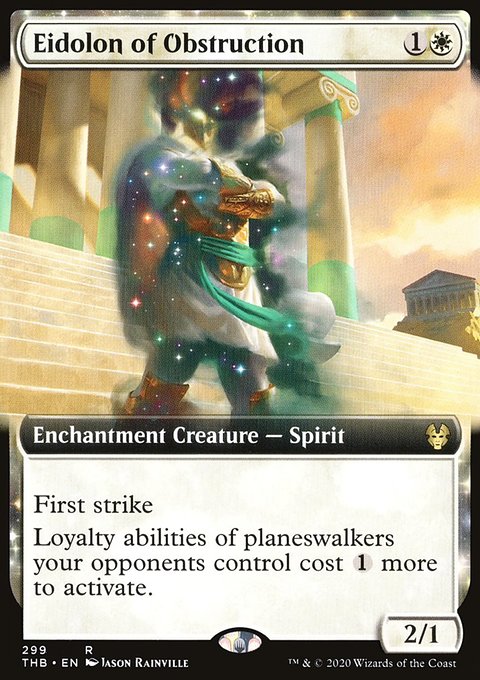 Eidolon of Obstruction 1
Enchantment Creature — Spirit
First strike
Loyalty abilities of planeswalkers
your opponents control cost 1 more
to activate.
2/1
299 R
THB • EN Jason Rainville
™ & © 2020 Wizards of the Coast